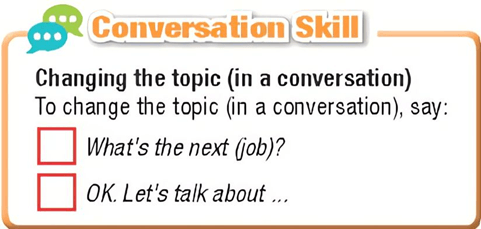 Conversation Skill
Changing the topic (in a conversation)
To change the topic (in a conversation), say:
What's the next (job)?
OK. Let's talk about ...